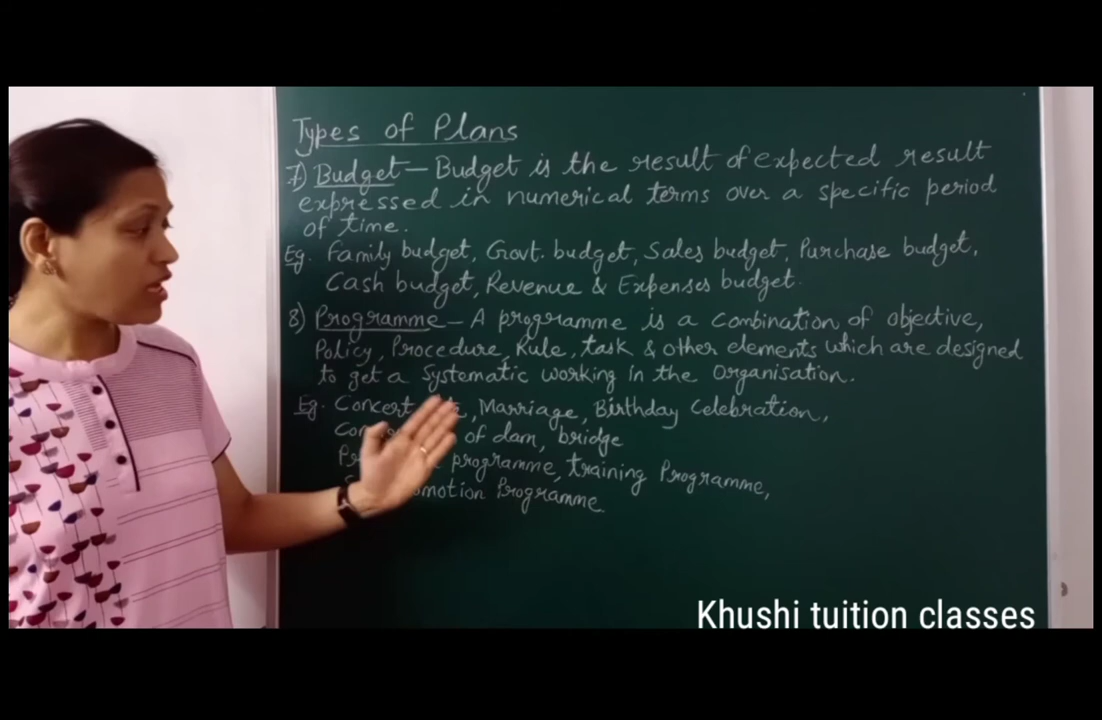 Types of Plans
7) Budget — Budget is the result of expected result
expressed in numerical terms over a specific period
of time.
Eg. Family budget, Govt. budget, Sales budget, Purchase budget,
Cash budget, Revenue & Expenses budget.
8) Programme — A programme is a combination of objective,
Policy, Procedure, Rule, task & other elements which are designed
to get a systematic working in the Organisation.
Eg. Concert, Marriage, Birthday Celebration,
of dam, bridge
programme, training Programme,
Programme.
Khushi tuition classes